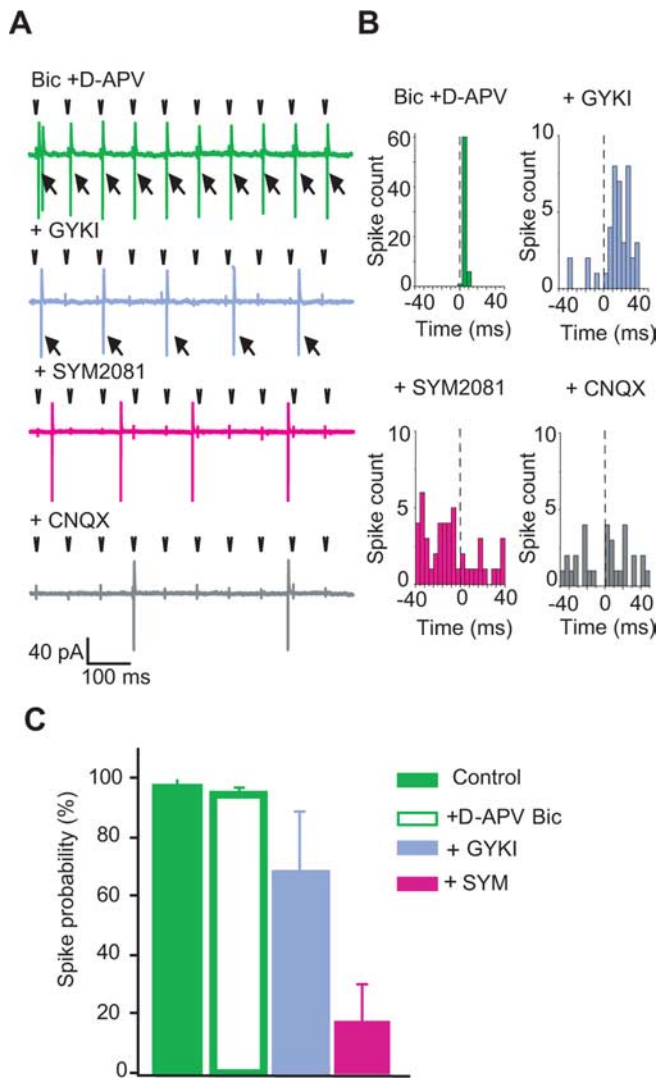 A
Bic +D-APV
+ GYKI
+ SYM2081
+ CNQX
40 pA
100 ms
B
Bic +D-APV
+ GYKI
60
40
20
0
Spike count
-40 0 40
Time (ms)
10
5
0
Spike count
-40 0 40
Time (ms)
+ SYM2081
+ CNQX
10
5
0
Spike count
-40 0 40
Time (ms)
10
5
0
Spike count
-40 0 40
Time (ms)
C
100
80
60
40
20
0
Spike probability (%)
Control
+D-APV Bic
+ GYKI
+ SYM